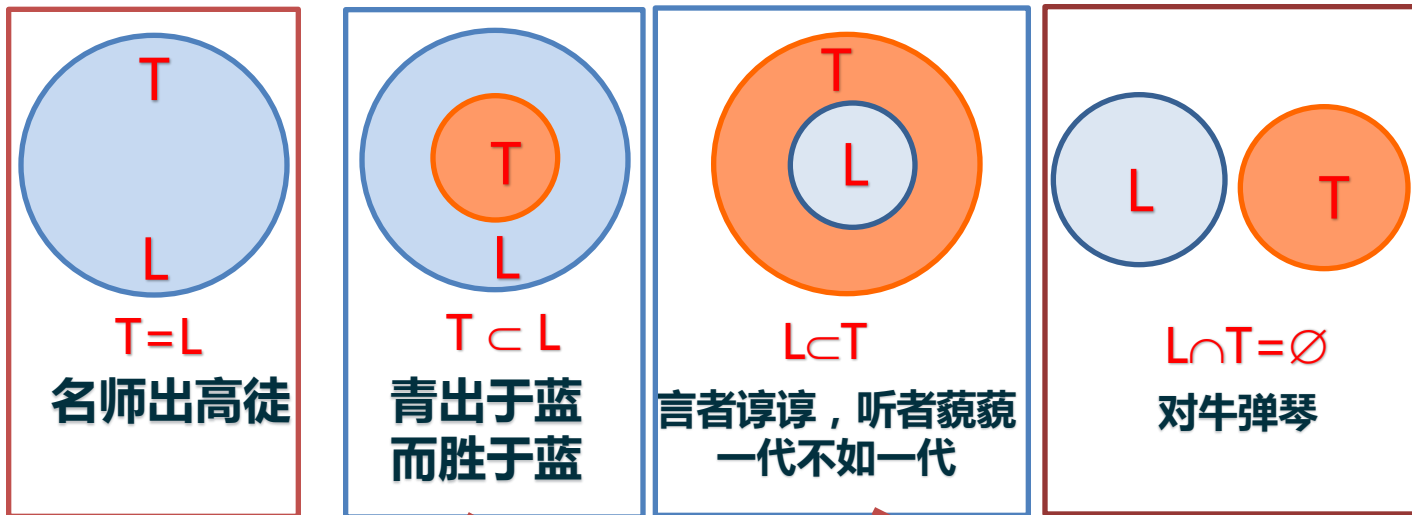 T
L
T=L
名师出高徒
T
L
T ⊂ L
青出于蓝
而胜于蓝
T
L
L⊂T
言者谆谆，听者藐藐
一代不如一代
L
T
L∩T=∅
对牛弹琴